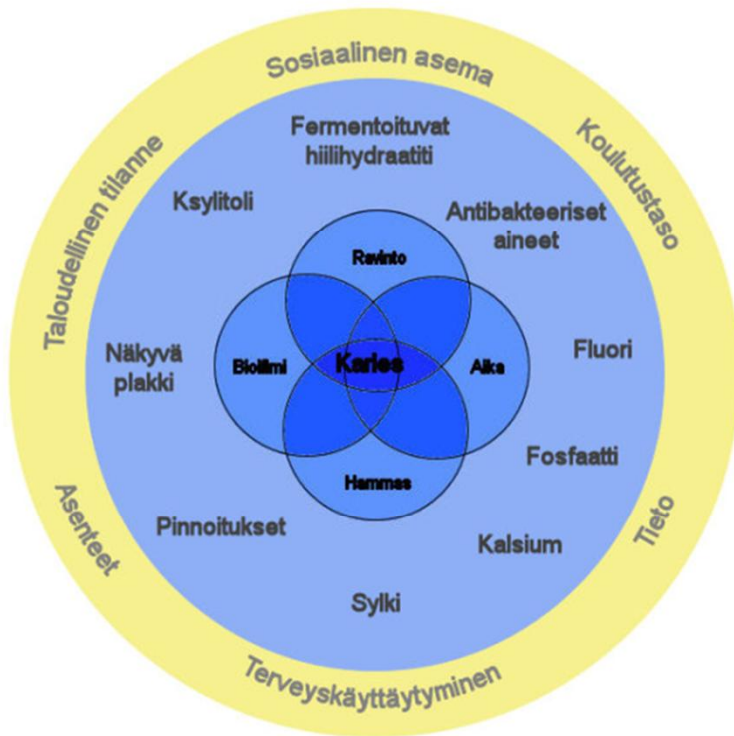 Sosiaalinen asema
Koulutustaso
Taloudellinen tilanne
Fermentoituvat
hiilihydraatiti
Ksylitoli
Antibakteeriset
aineet
Ravinto
Näkyvä
plakki
Biofilmi
Karies
Aika
Fluori
Hammas
Fosfaatti
Pinnoitukset
Kalsium
Sylki
Asenteet
Tieto
Terveyskäyttäytyminen